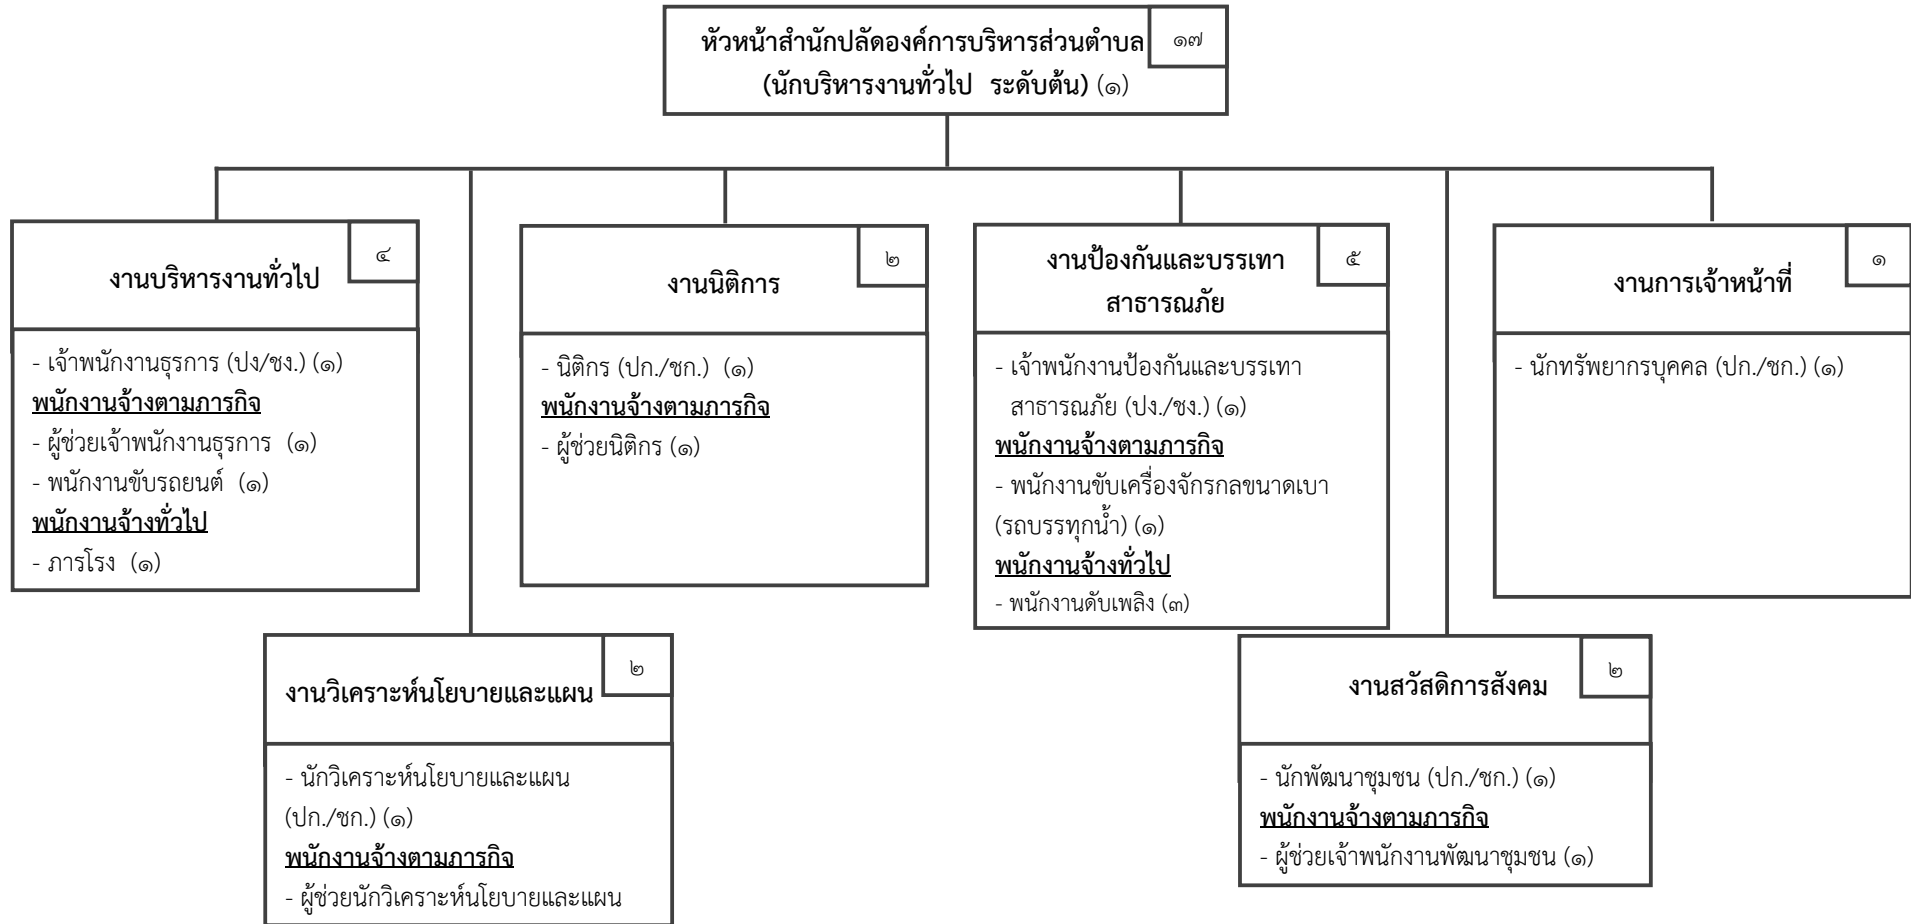 หัวหน้าสำนักปลัดองค์การบริหารส่วนตำบล
(นักบริหารงานทั่วไป ระดับต้น) (๑)
๑๗
งานบริหารงานทั่วไป
๔
- เจ้าพนักงานธุรการ (ปง/ชง.) (๑)
พนักงานจ้างตามภารกิจ
- ผู้ช่วยเจ้าพนักงานธุรการ (๑)
- พนักงานขับรถยนต์ (๑)
พนักงานจ้างทั่วไป
- ภารโรง (๑)
งานนิติการ
๒
- นิติกร (ปก./ชก.) (๑)
พนักงานจ้างตามภารกิจ
- ผู้ช่วยนิติกร (๑)
งานป้องกันและบรรเทา
สาธารณภัย
๕
- เจ้าพนักงานป้องกันและบรรเทา
สาธารณภัย (ปง./ชง.) (๑)
พนักงานจ้างตามภารกิจ
- พนักงานขับเครื่องจักรกลขนาดเบา
(รถบรรทุกน้ำ) (๑)
พนักงานจ้างทั่วไป
- พนักงานดับเพลิง (๓)
งานการเจ้าหน้าที่
๑
- นักทรัพยากรบุคคล (ปก./ชก.) (๑)
งานวิเคราะห์นโยบายและแผน
๒
- นักวิเคราะห์นโยบายและแผน
(ปก./ชก.) (๑)
พนักงานจ้างตามภารกิจ
- ผู้ช่วยนักวิเคราะห์นโยบายและแผน
งานสวัสดิการสังคม
๒
- นักพัฒนาชุมชน (ปก./ชก.) (๑)
พนักงานจ้างตามภารกิจ
- ผู้ช่วยเจ้าพนักงานพัฒนาชุมชน (๑)